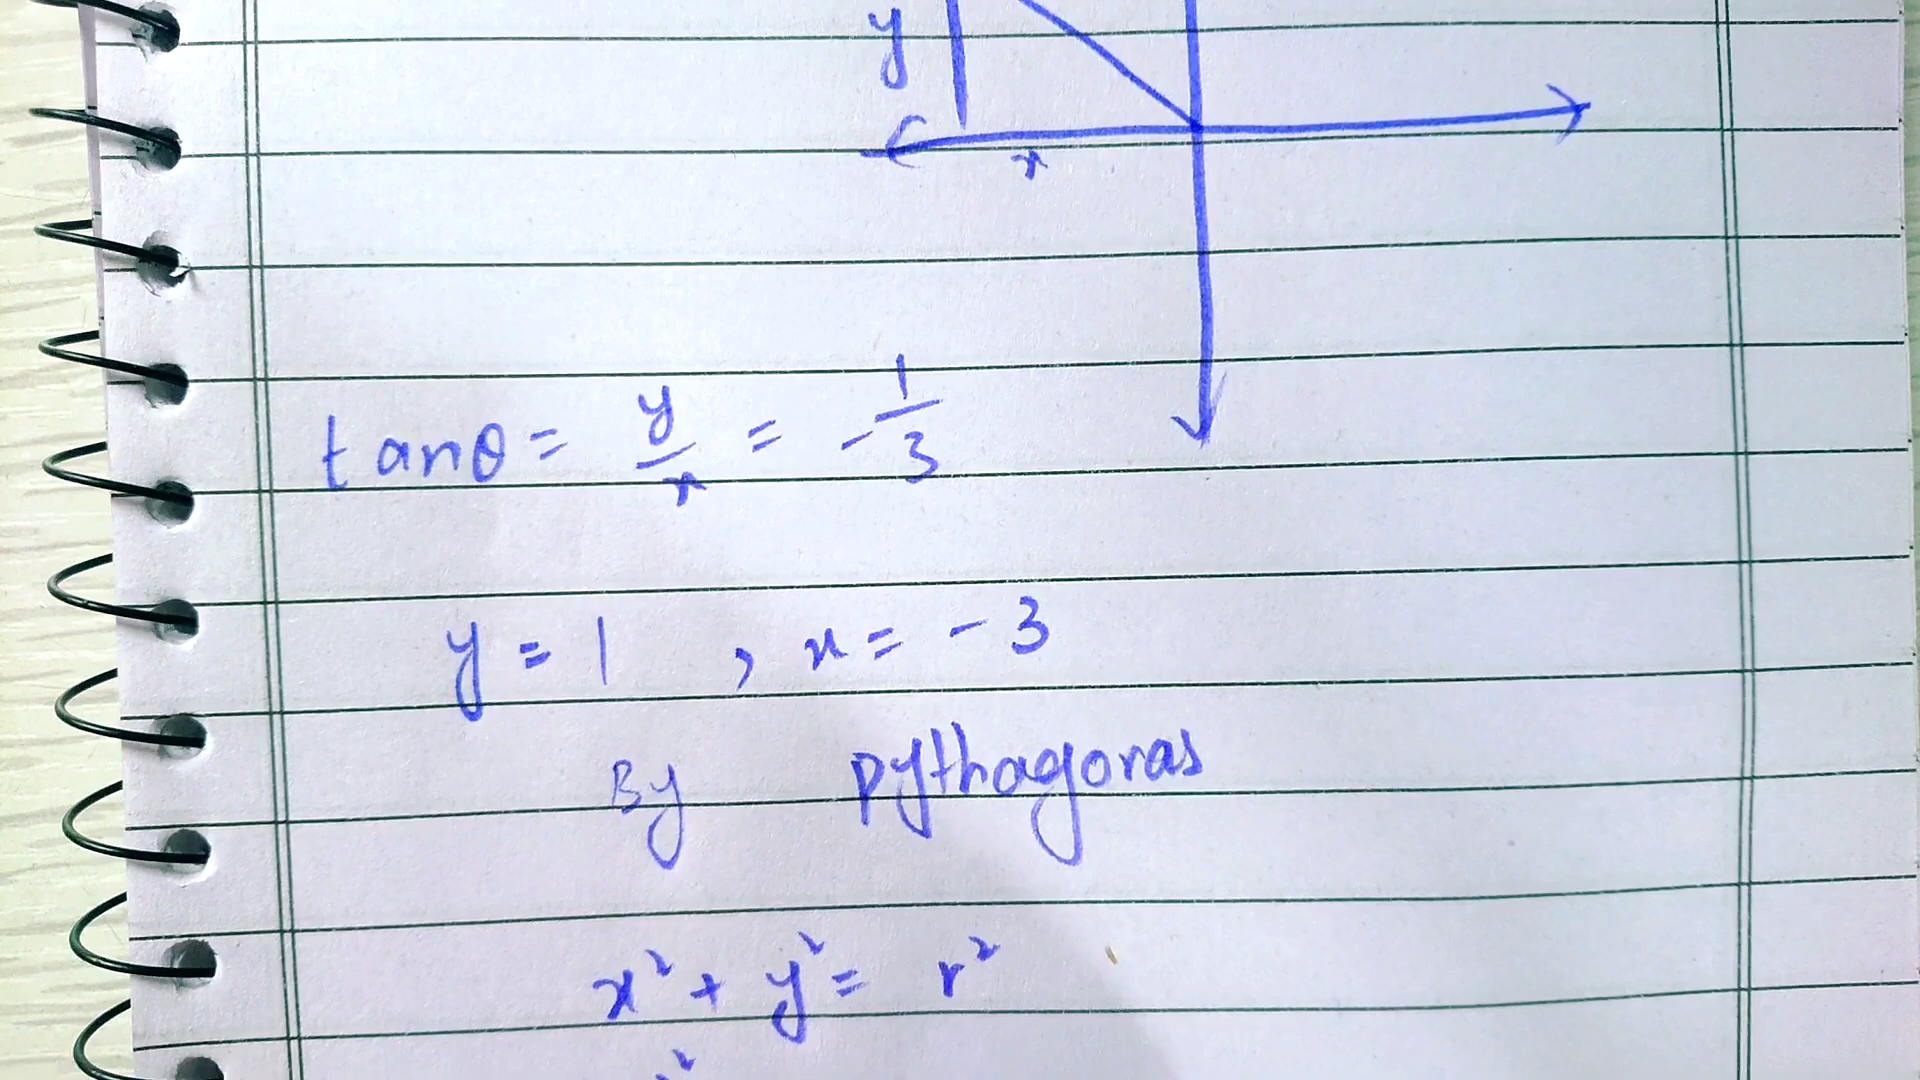 y
x
tanθ = y/x = -1/3
y = 1 , x = -3
By pythagoras
x² + y² = r²